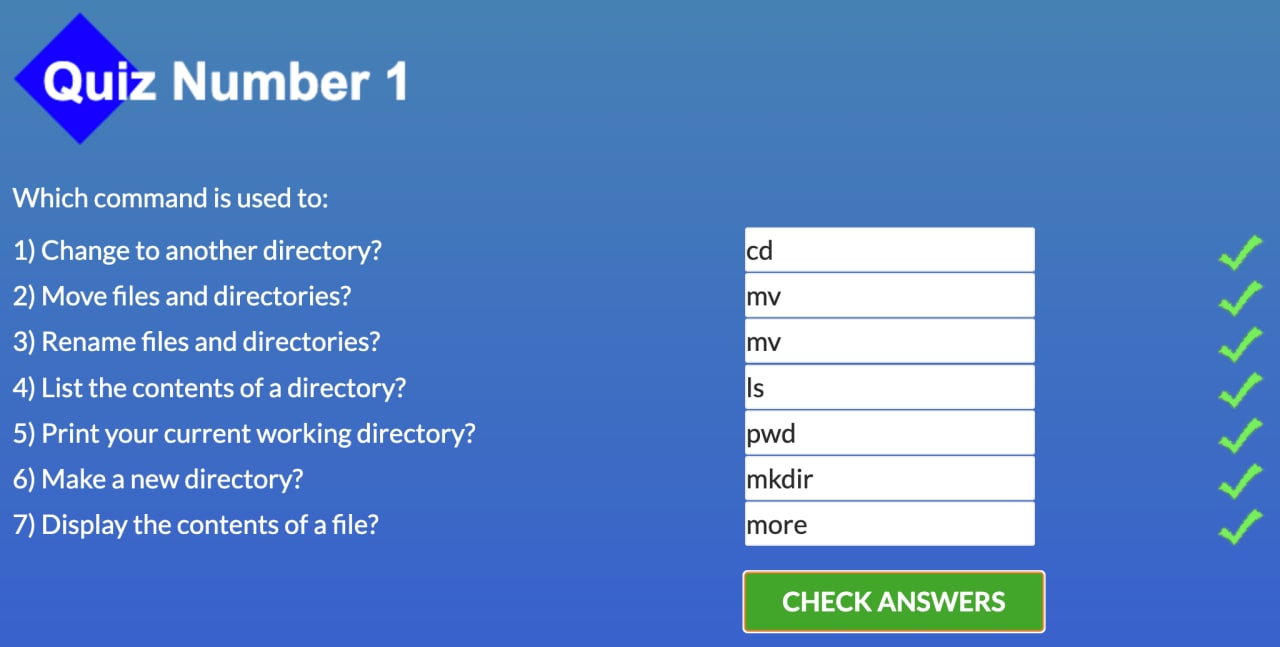 Quiz Number 1
Which command is used to:
1) Change to another directory? cd
2) Move files and directories? mv
3) Rename files and directories? mv
4) List the contents of a directory? ls
5) Print your current working directory? pwd
6) Make a new directory? mkdir
7) Display the contents of a file? more
CHECK ANSWERS